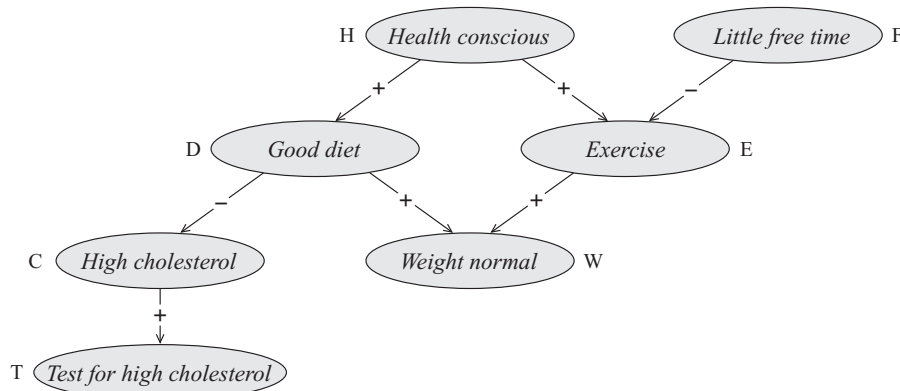 H Health conscious Little free time F
+ + −
D Good diet Exercise E
− + +
C High cholesterol Weight normal W
+
T Test for high cholesterol